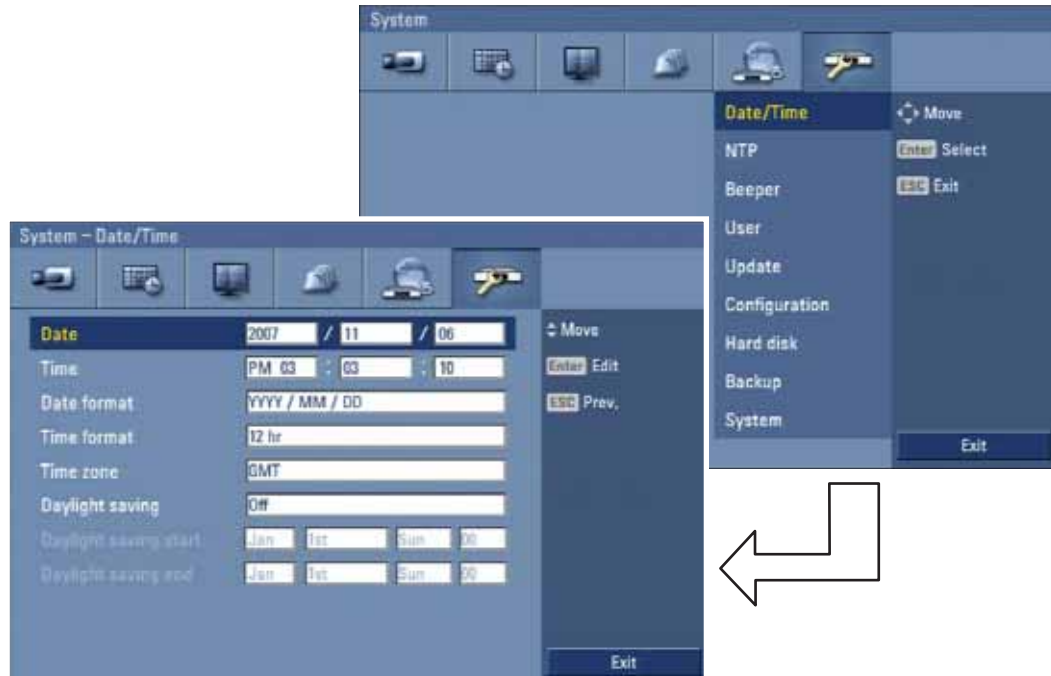 System
Date/Time
NTP
Beeper
User
Update
Configuration
Hard disk
Backup
System
Move
Enter Select
ESC Exit
Exit
System – Date/Time
Date 2007 / 11 / 06
Time PM 03 : 03 : 10
Date format YYYY / MM / DD
Time format 12 hr
Time zone GMT
Daylight saving Off
Daylight saving start Jan 1st Sun 00
Daylight saving end Jan 1st Sun 00
Move
Enter Edit
ESC Prev.
Exit